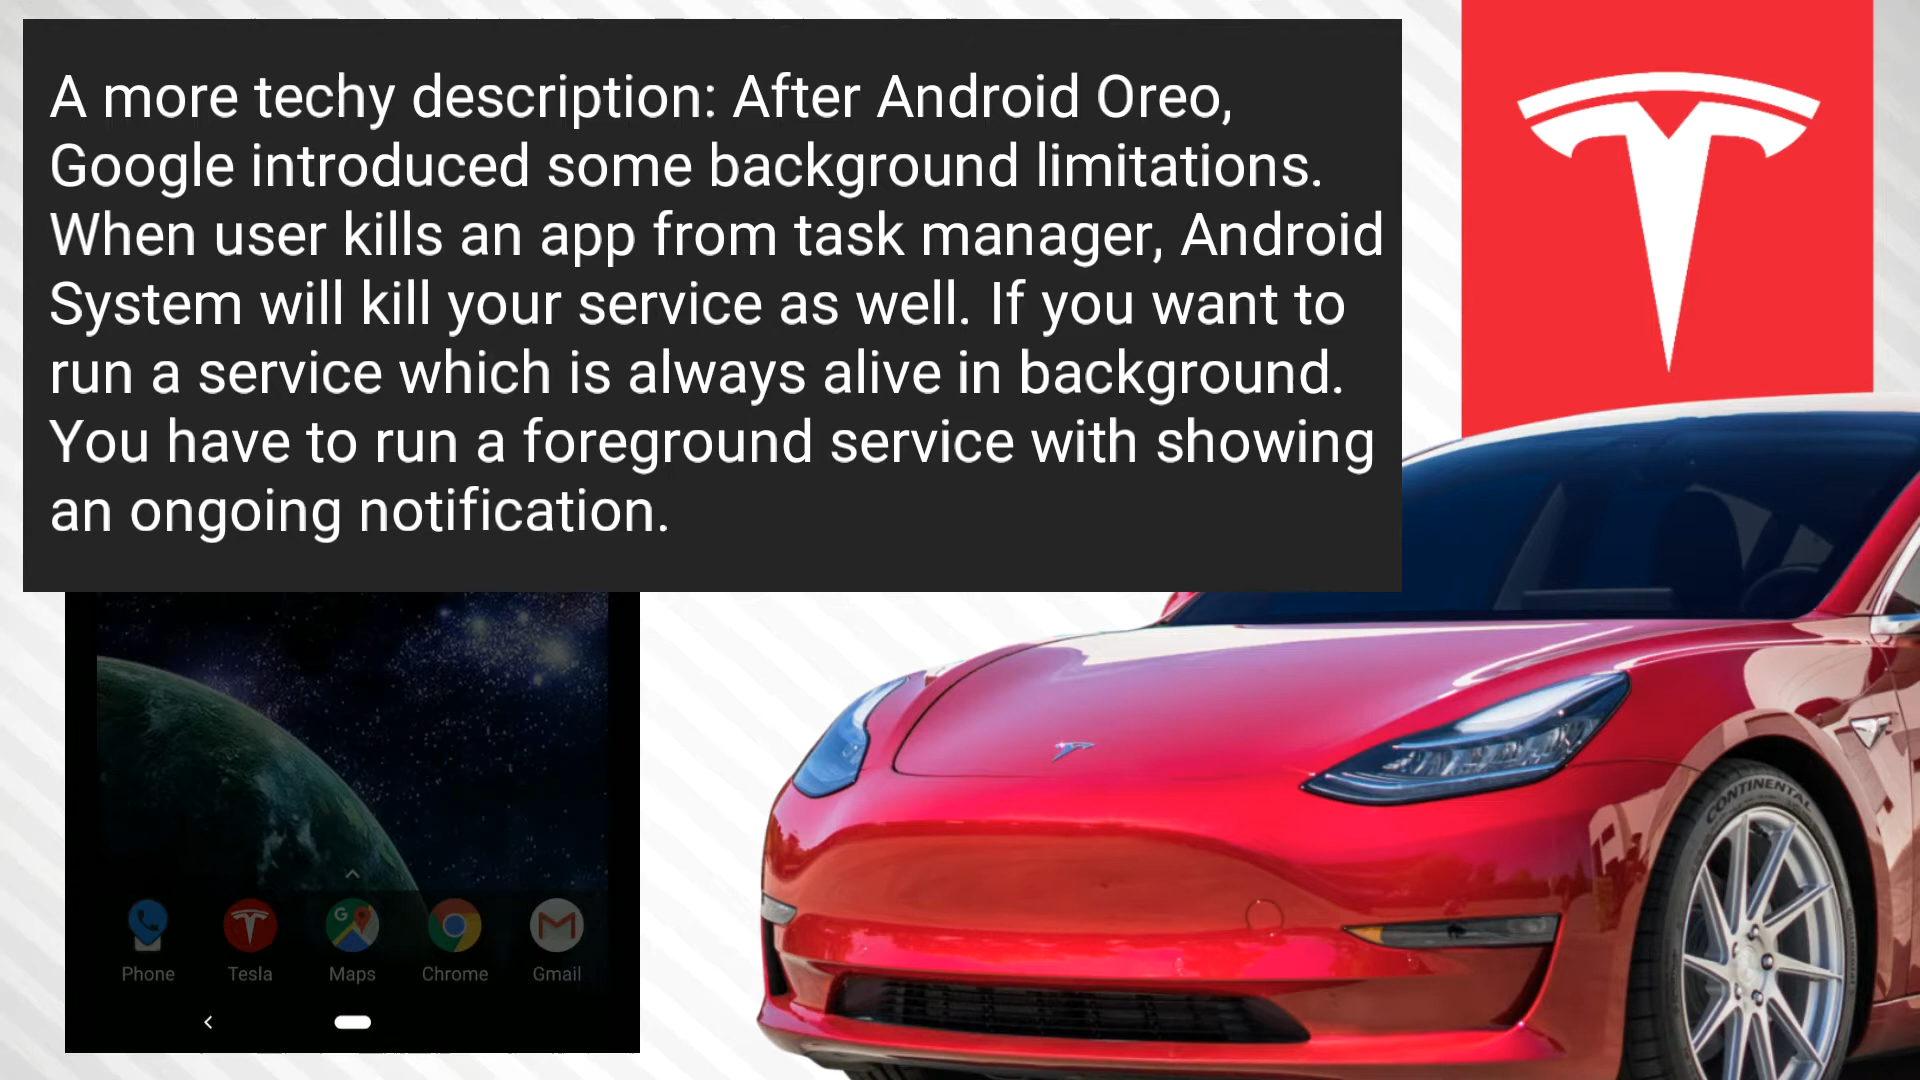 A more techy description: After Android Oreo,
Google introduced some background limitations.
When user kills an app from task manager, Android
System will kill your service as well. If you want to
run a service which is always alive in background.
You have to run a foreground service with showing
an ongoing notification.
CONTINENTAL
G
Phone Tesla Maps Chrome Gmail